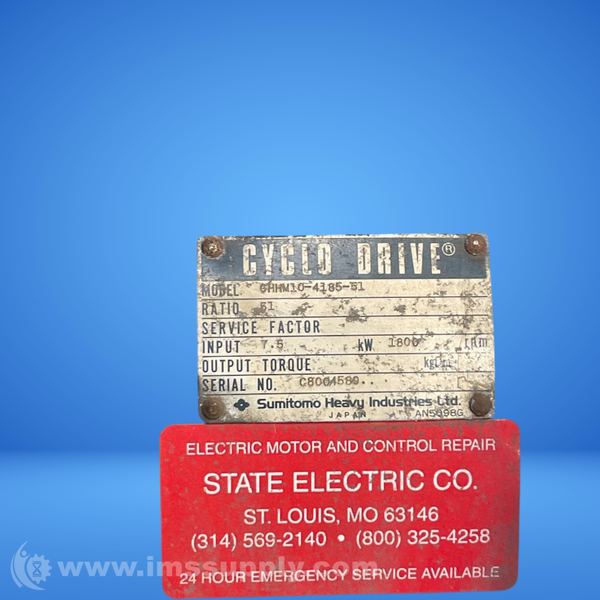 CYCLO DRIVE®
MODEL CHHM10-4185-51
RATIO 51
SERVICE FACTOR
INPUT 7.5 kW 1800 r.p.m
OUTPUT TORQUE
SERIAL NO. C8004589
Sumitomo Heavy Industries Ltd.
JAPAN AN5098G
ELECTRIC MOTOR AND CONTROL REPAIR
STATE ELECTRIC CO.
ST. LOUIS, MO 63146
(314) 569-2140 • (800) 325-4258
24 HOUR EMERGENCY SERVICE AVAILABLE
www.imssupply.com